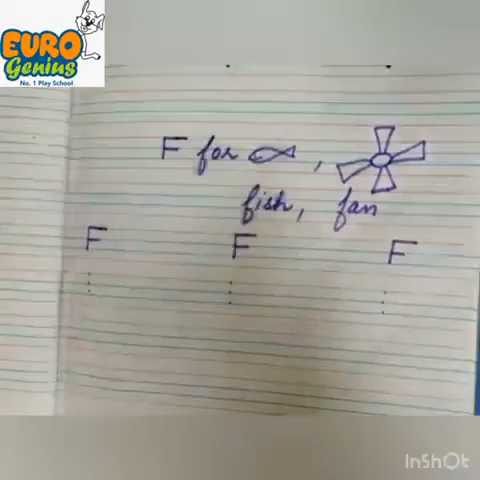 EURO
Genius
No. 1 Play School
F for ,
fish, fan
F F F
InShOt